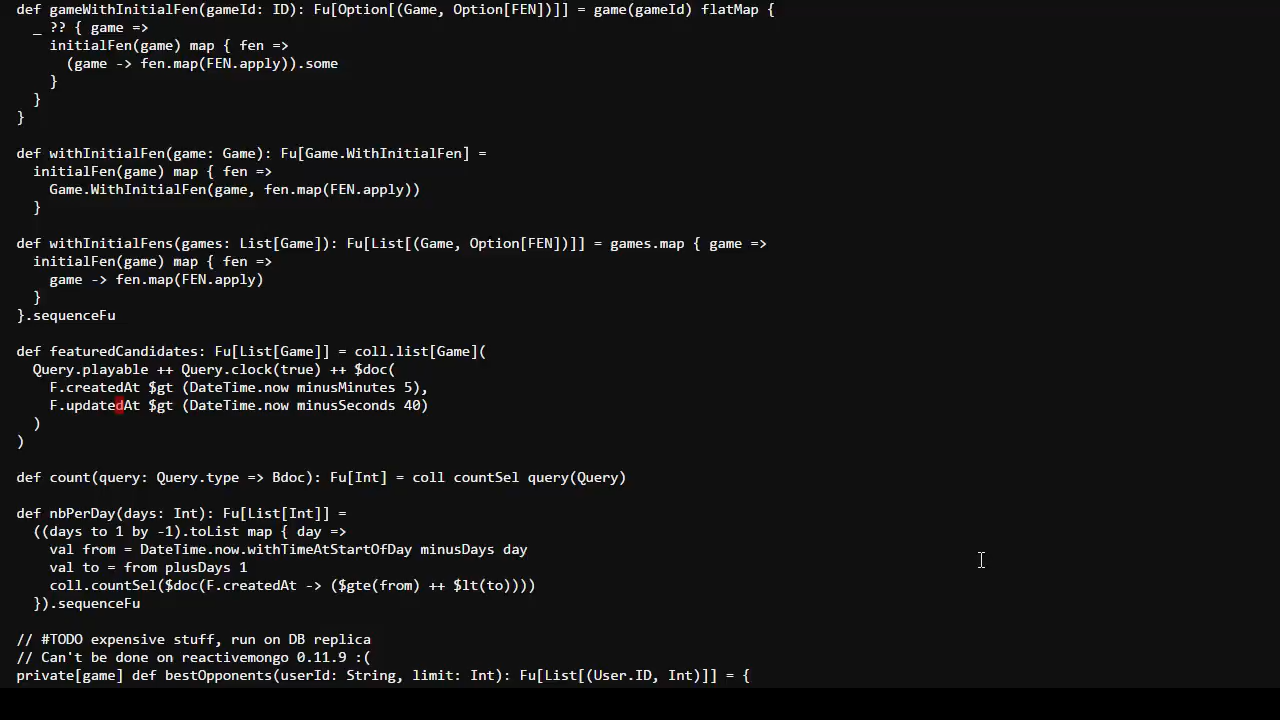 def gameWithInitialFen(gameId: ID): Fu[Option[(Game, Option[FEN])]] = game(gameId) flatMap {
  _ ?? { game =>
    initialFen(game) map { fen =>
      (game -> fen.map(FEN.apply)).some
    }
  }
}

def withInitialFen(game: Game): Fu[Game.WithInitialFen] =
  initialFen(game) map { fen =>
    Game.WithInitialFen(game, fen.map(FEN.apply))
  }

def withInitialFens(games: List[Game]): Fu[List[(Game, Option[FEN])]] = games.map { game =>
  initialFen(game) map { fen =>
    game -> fen.map(FEN.apply)
  }
}.sequenceFu

def featuredCandidates: Fu[List[Game]] = coll.list[Game](
  Query.playable ++ Query.clock(true) ++ $doc(
    F.createdAt $gt (DateTime.now minusMinutes 5),
    F.updatedAt $gt (DateTime.now minusSeconds 40)
  )
)

def count(query: Query.type => Bdoc): Fu[Int] = coll countSel query(Query)

def nbPerDay(days: Int): Fu[List[Int]] =
  ((days to 1 by -1).toList map { day =>
    val from = DateTime.now.withTimeAtStartOfDay minusDays day
    val to = from plusDays 1
    coll.countSel($doc(F.createdAt -> ($gte(from) ++ $lt(to))))
  }).sequenceFu

// #TODO expensive stuff, run on DB replica
// Can't be done on reactivemongo 0.11.9 :(
private[game] def bestOpponents(userId: String, limit: Int): Fu[List[(User.ID, Int)]] = {